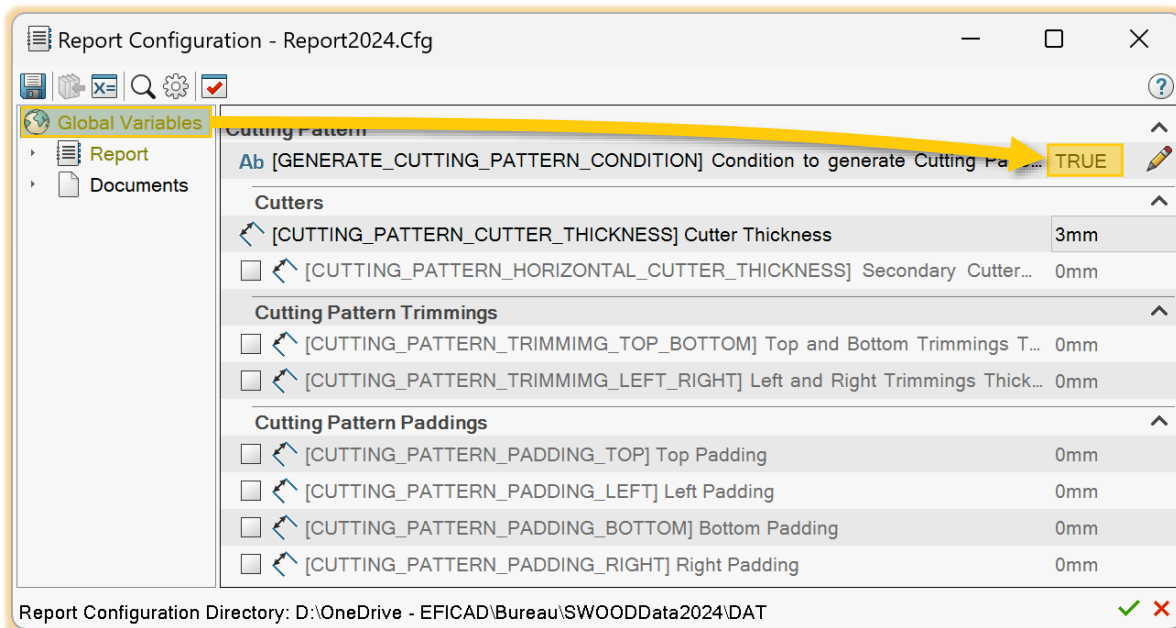 Report Configuration - Report2024.Cfg
Global Variables
Report
Documents
Cutting Pattern
Ab [GENERATE_CUTTING_PATTERN_CONDITION] Condition to generate Cutting Patte... TRUE
Cutters
[CUTTING_PATTERN_CUTTER_THICKNESS] Cutter Thickness 3mm
[CUTTING_PATTERN_HORIZONTAL_CUTTER_THICKNESS] Secondary Cutter... 0mm
Cutting Pattern Trimmings
[CUTTING_PATTERN_TRIMMIMG_TOP_BOTTOM] Top and Bottom Trimmings T... 0mm
[CUTTING_PATTERN_TRIMMIMG_LEFT_RIGHT] Left and Right Trimmings Thick... 0mm
Cutting Pattern Paddings
[CUTTING_PATTERN_PADDING_TOP] Top Padding 0mm
[CUTTING_PATTERN_PADDING_LEFT] Left Padding 0mm
[CUTTING_PATTERN_PADDING_BOTTOM] Bottom Padding 0mm
[CUTTING_PATTERN_PADDING_RIGHT] Right Padding 0mm
Report Configuration Directory: D:\OneDrive - EFICAD\Bureau\SWOODData2024\DAT